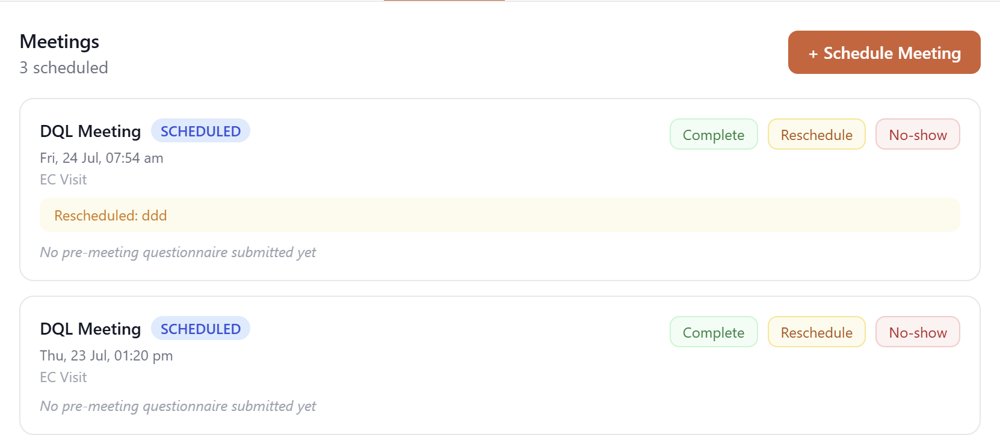 Meetings
3 scheduled
+ Schedule Meeting
DQL Meeting SCHEDULED
Complete Reschedule No-show
Fri, 24 Jul, 07:54 am
EC Visit
Rescheduled: ddd
No pre-meeting questionnaire submitted yet
DQL Meeting SCHEDULED
Complete Reschedule No-show
Thu, 23 Jul, 01:20 pm
EC Visit
No pre-meeting questionnaire submitted yet